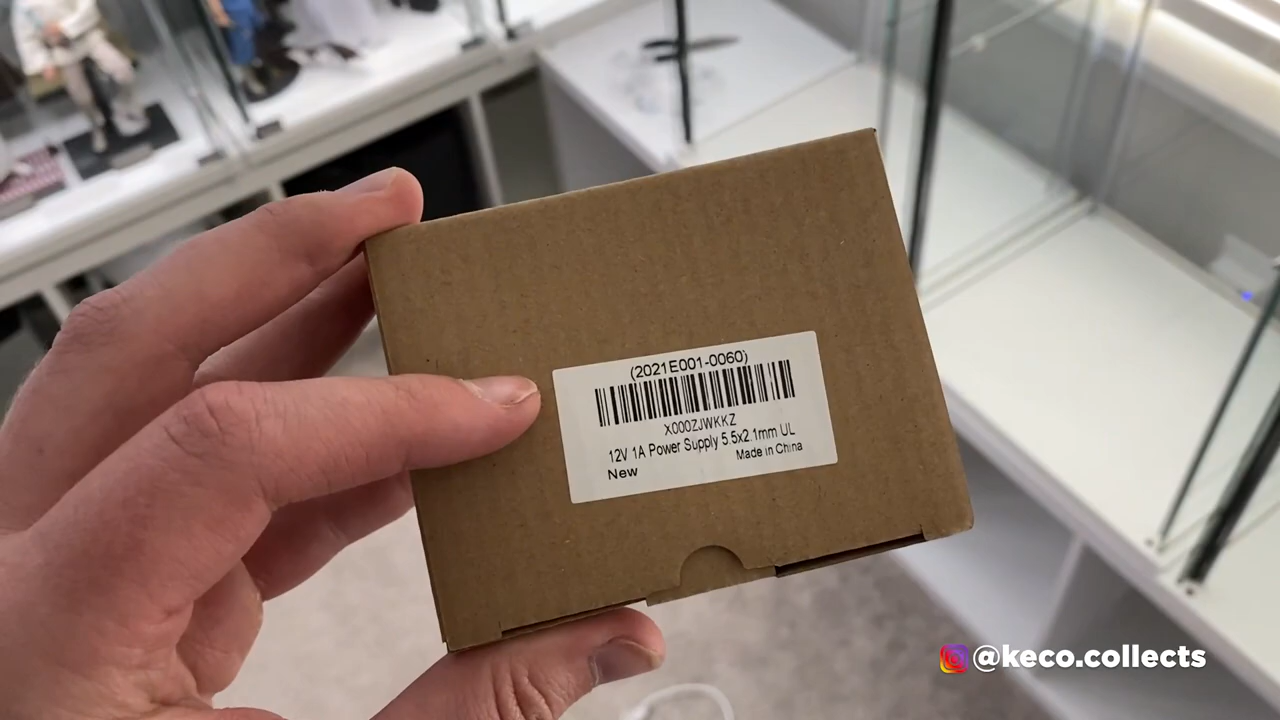 (2021E001-0060)
X000ZJWKKZ
12V 1A Power Supply 5.5x2.1mm UL
Made in China
New
@keco.collects